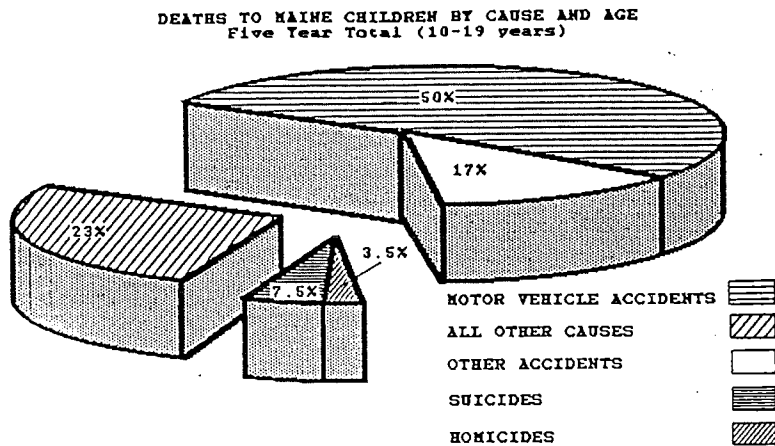 DEATHS TO MAINE CHILDREN BY CAUSE AND AGE
Five Year Total (10-19 years)
50%
17%
23%
3.5%
7.5%
MOTOR VEHICLE ACCIDENTS
ALL OTHER CAUSES
OTHER ACCIDENTS
SUICIDES
HOMICIDES